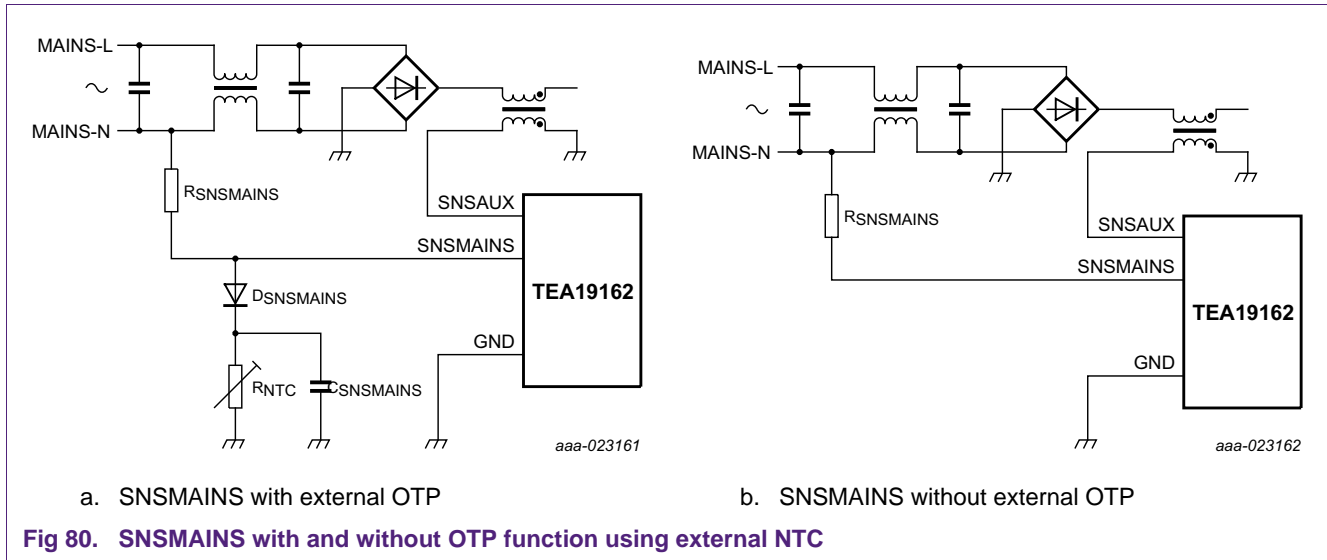 MAINS-L
MAINS-N
RSNSMAINS
SNSAUX
SNSMAINS
DSNSMAINS
TEA19162
GND
RNTC
CSNSMAINS
aaa-023161
MAINS-L
MAINS-N
RSNSMAINS
SNSAUX
SNSMAINS
TEA19162
GND
aaa-023162
a. SNSMAINS with external OTP
b. SNSMAINS without external OTP
Fig 80. SNSMAINS with and without OTP function using external NTC